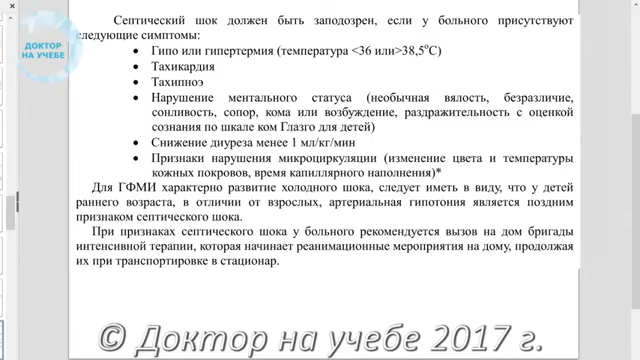 ДОКТОР
НА УЧЕБЕ
Септический шок должен быть заподозрен, если у больного присутствуют
следующие симптомы:
• Гипо или гипертермия (температура <36 или>38,5⁰С)
• Тахикардия
• Тахипноэ
• Нарушение ментального статуса (необычная вялость, безразличие,
сонливость, сопор, кома или возбуждение, раздражительность с оценкой
сознания по шкале ком Глазго для детей)
• Снижение диуреза менее 1 мл/кг/мин
• Признаки нарушения микроциркуляции (изменение цвета и температуры
кожных покровов, время капиллярного наполнения)*
Для ГФМИ характерно развитие холодного шока, следует иметь в виду, что у детей
раннего возраста, в отличии от взрослых, артериальная гипотония является поздним
признаком септического шока.
При признаках септического шока у больного рекомендуется вызов на дом бригады
интенсивной терапии, которая начинает реанимационные мероприятия на дому, продолжая
их при транспортировке в стационар.
© Доктор на учебе 2017 г.